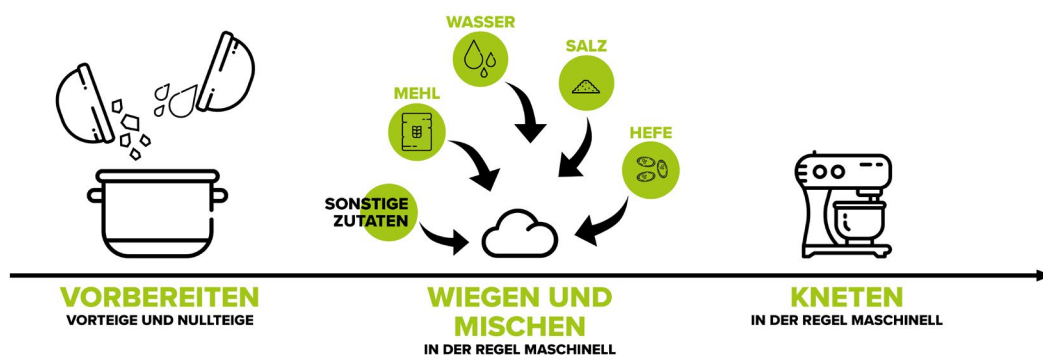 WASSER
SALZ
MEHL
HEFE
SONSTIGE
ZUTATEN
VORBEREITEN
VORTEIGE UND NULLTEIGE
WIEGEN UND
MISCHEN
IN DER REGEL MASCHINELL
KNETEN
IN DER REGEL MASCHINELL